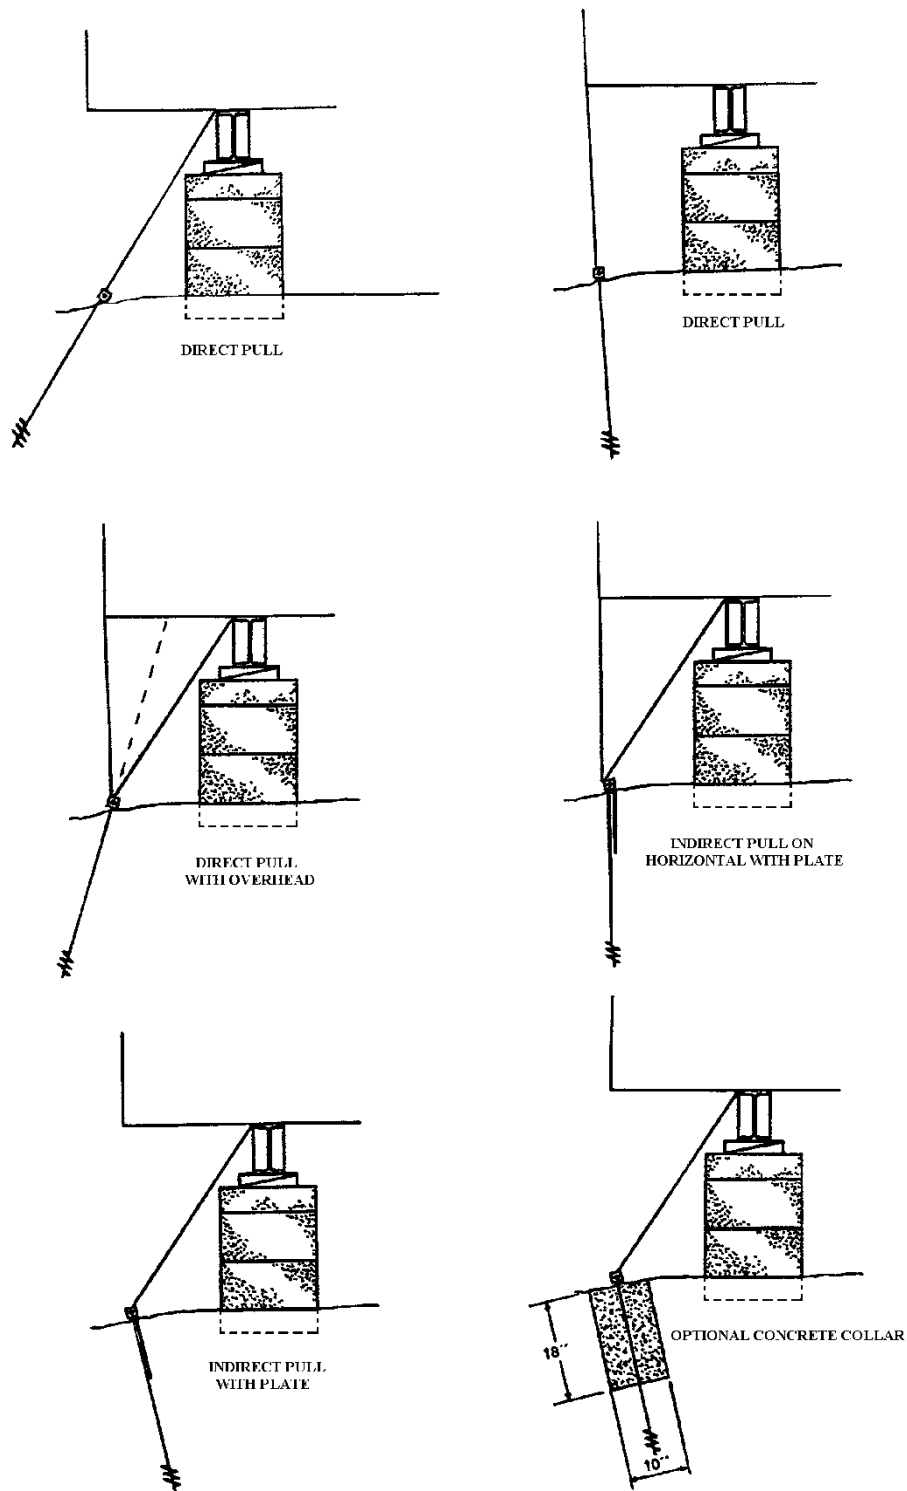 DIRECT PULL
DIRECT PULL
DIRECT PULL
WITH OVERHEAD
INDIRECT PULL ON
HORIZONTAL WITH PLATE
INDIRECT PULL
WITH PLATE
OPTIONAL CONCRETE COLLAR
18"
10"